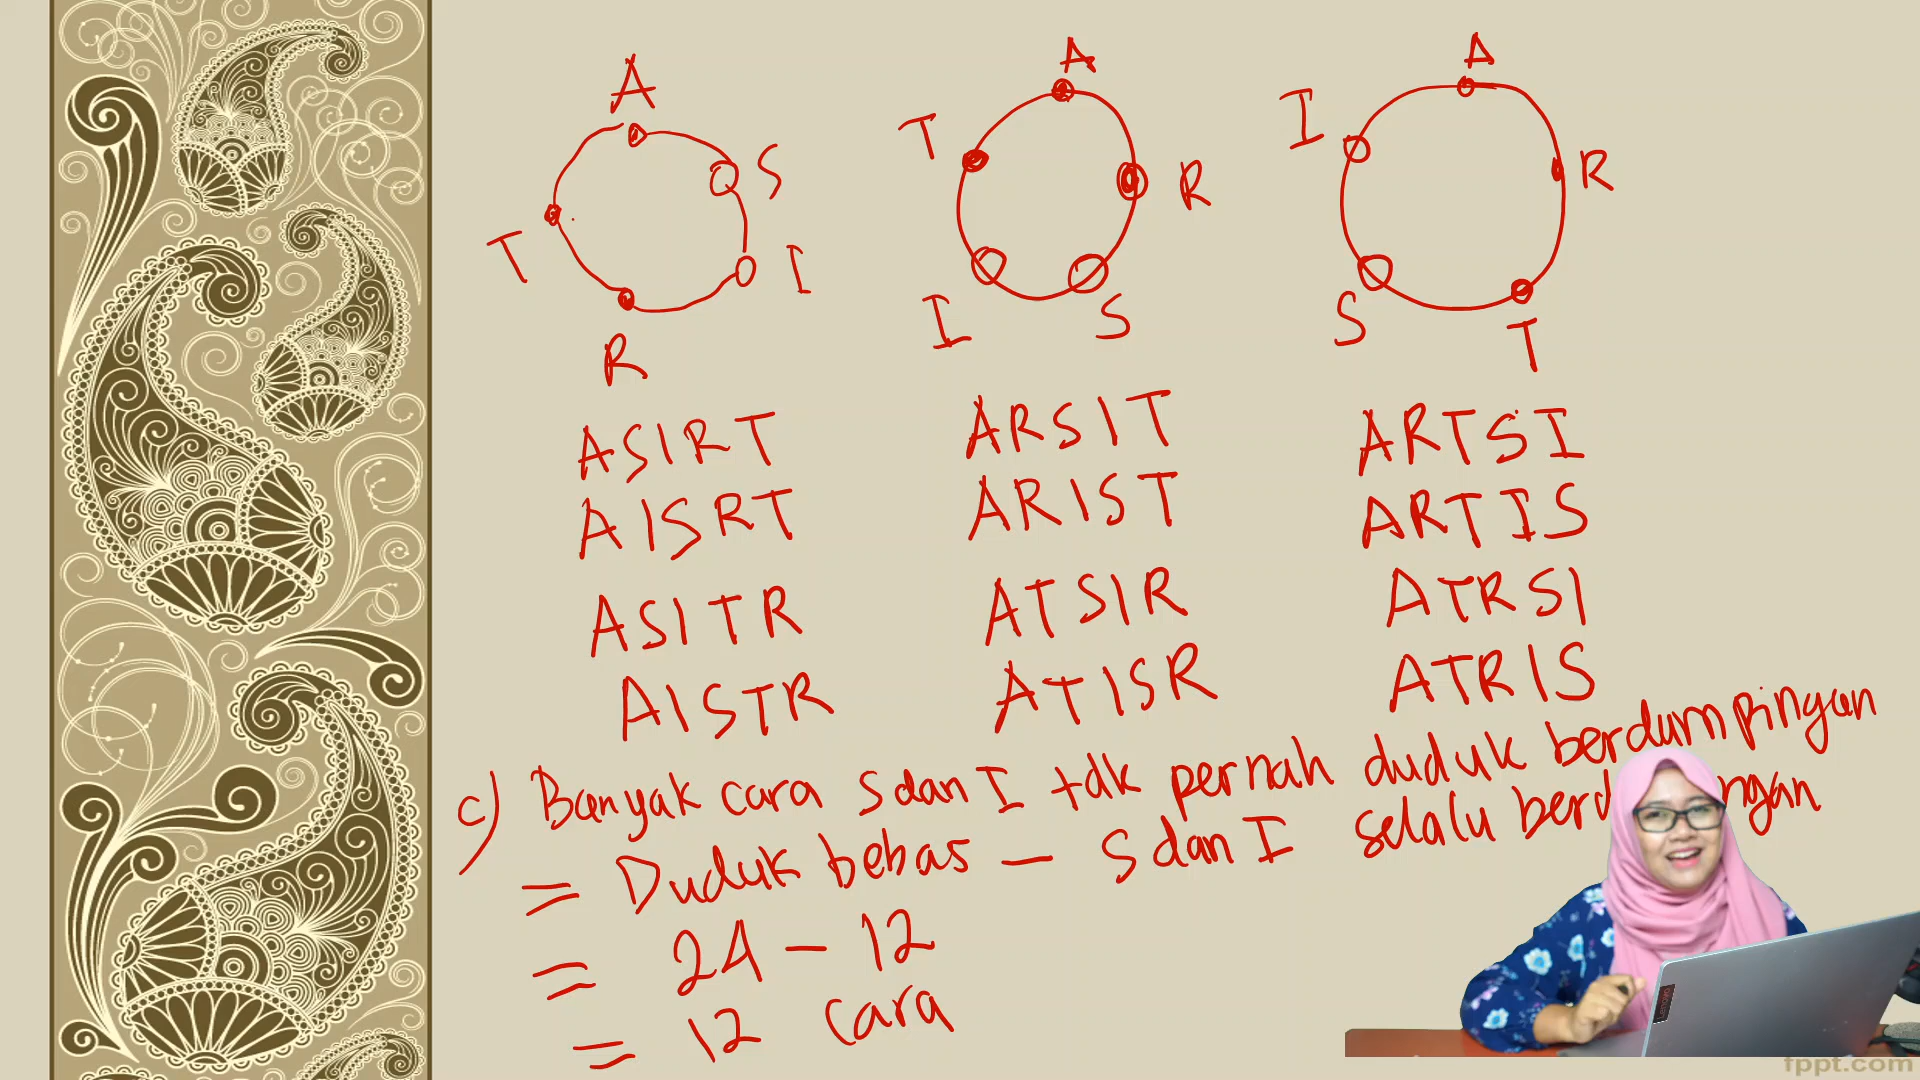 A
S
I
R
T
A
R
S
I
T
A
R
T
S
I
ASIRT
AISRT
ASITR
AISTR
ARSIT
ARIST
ATSIR
ATISR
ARTSI
ARTIS
ATRSI
ATRIS
c) Banyak cara S dan I tdk pernah duduk berdampingan
= Duduk bebas - S dan I selalu
= 24 - 12
= 12 cara
Lenovo
fppt.com